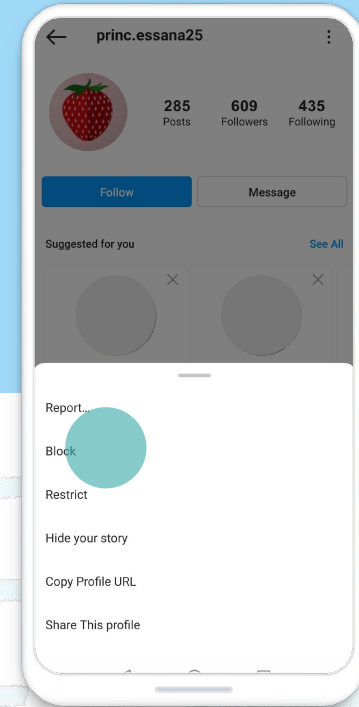 princ.essana25
285 609 435
Posts Followers Following
Follow Message
Suggested for you See All
Report...
Block
Restrict
Hide your story
Copy Profile URL
Share This profile